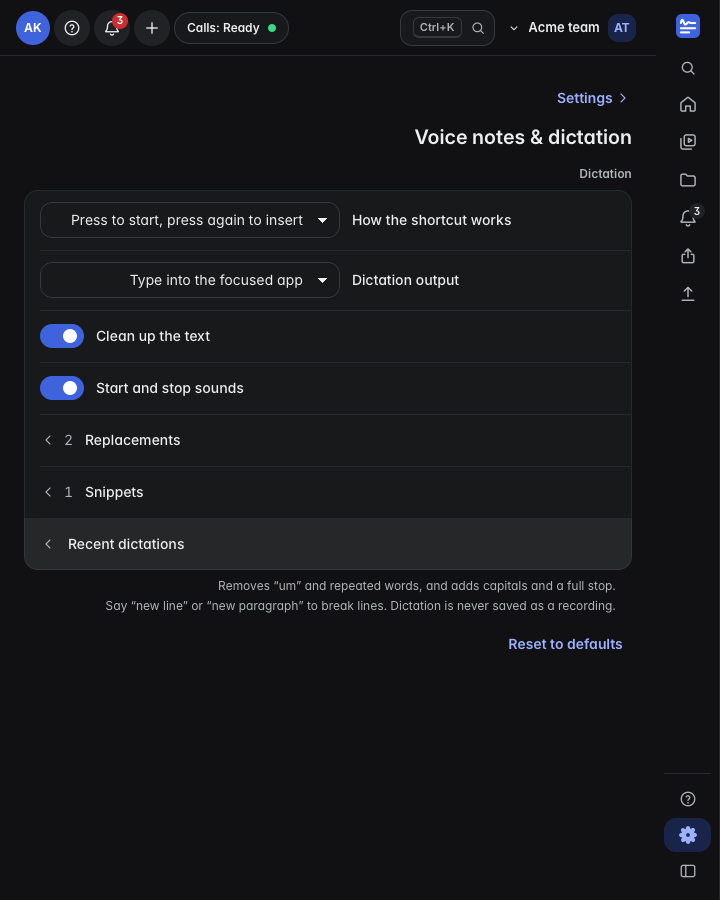 AK
3
Calls: Ready
Ctrl+K
Acme team
AT
Settings
Voice notes & dictation
Dictation
Press to start, press again to insert
How the shortcut works
Type into the focused app
Dictation output
Clean up the text
Start and stop sounds
2 Replacements
1 Snippets
Recent dictations
Removes “um” and repeated words, and adds capitals and a full stop.
Say “new line” or “new paragraph” to break lines. Dictation is never saved as a recording.
Reset to defaults
3